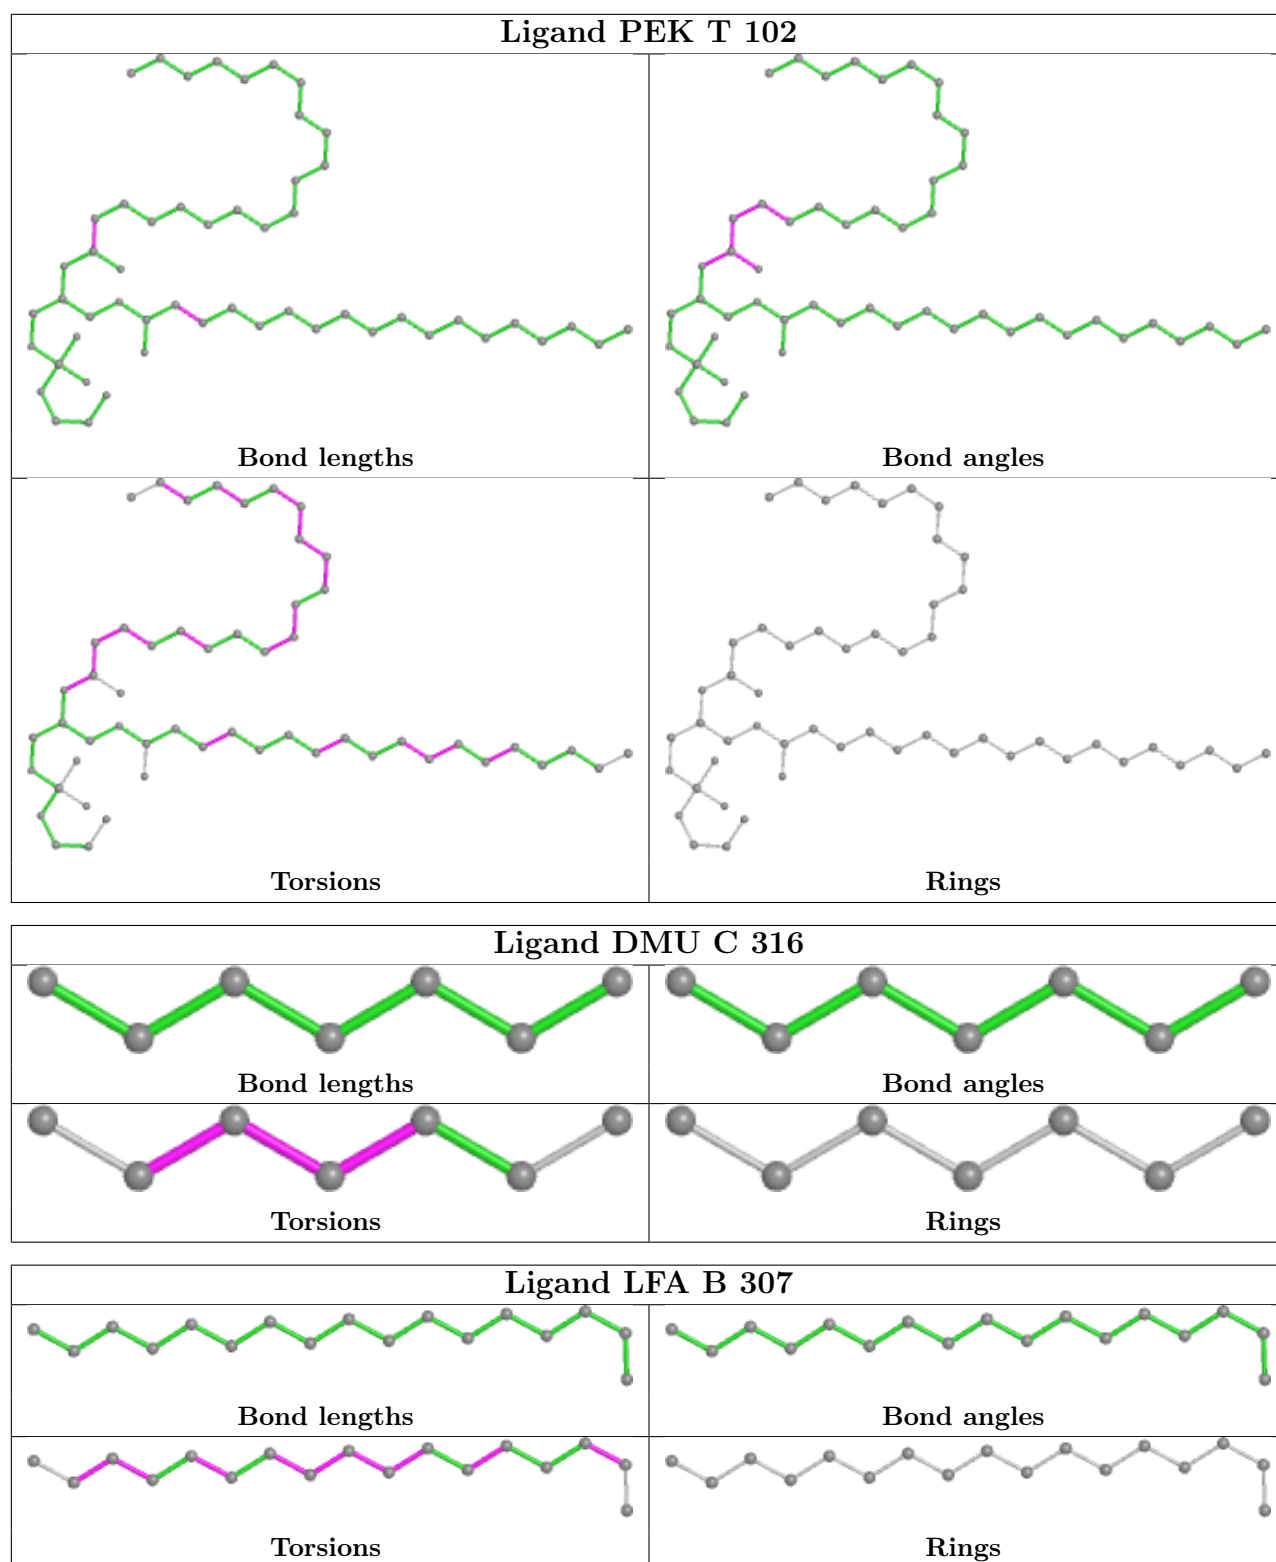 Ligand PEK T 102
Bond lengths
Bond angles
Torsions
Rings
Ligand DMU C 316
Bond lengths
Bond angles
Torsions
Rings
Ligand LFA B 307
Bond lengths
Bond angles
Torsions
Rings